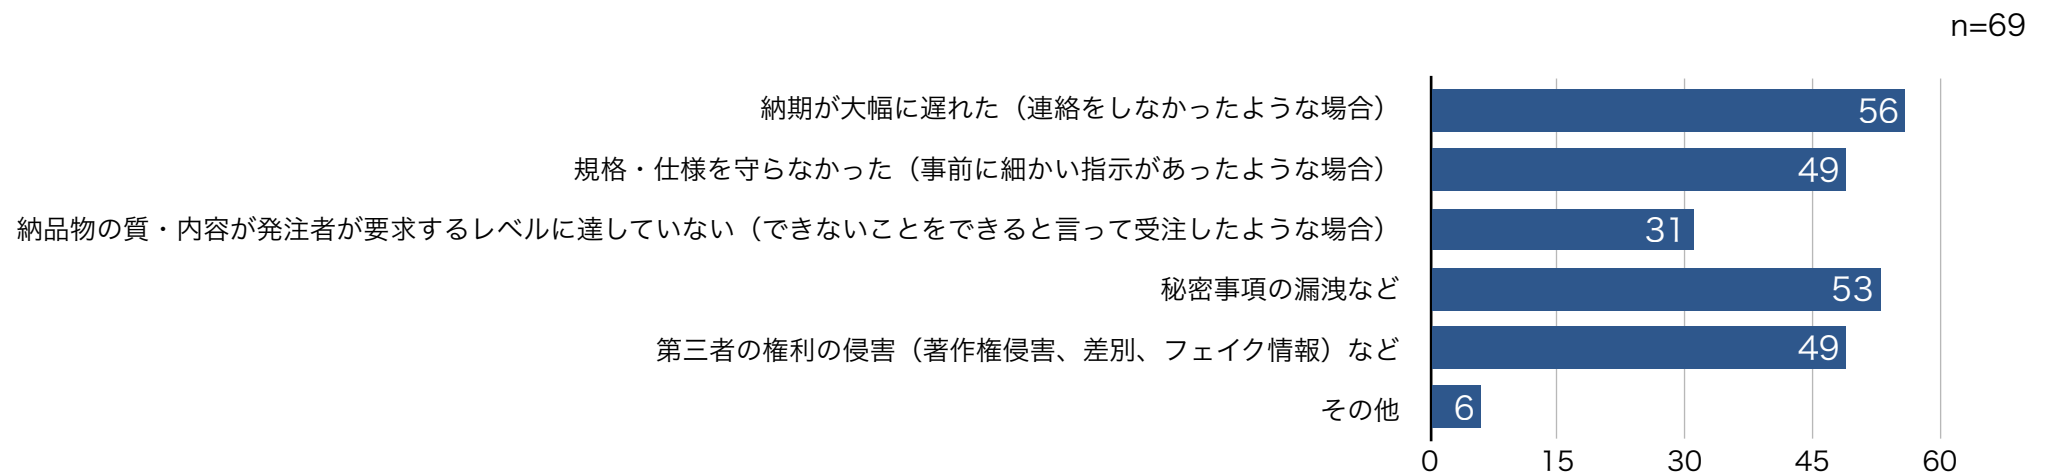 n=69
納期が大幅に遅れた（連絡をしなかったような場合） 56
規格・仕様を守らなかった（事前に細かい指示があったような場合） 49
納品物の質・内容が発注者が要求するレベルに達していない（できないことをできると言って受注したような場合） 31
秘密事項の漏洩など 53
第三者の権利の侵害（著作権侵害、差別、フェイク情報）など 49
その他 6
0 15 30 45 60